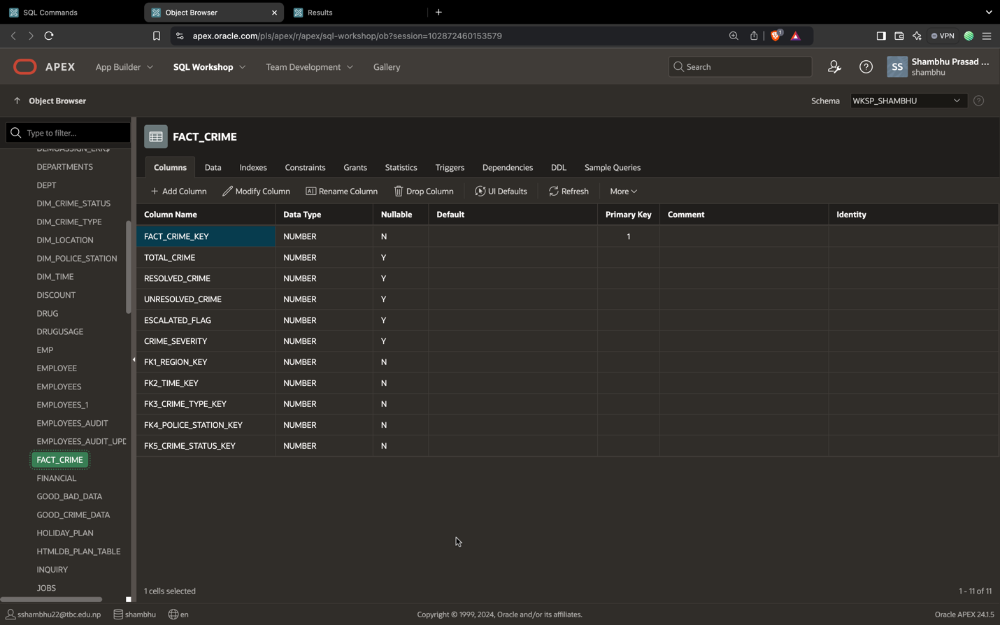 SQL Commands
Object Browser
Results
apex.oracle.com/pls/apex/r/apex/sql-workshop/ob?session=102872460153579
1
VPN
APEX
App Builder
SQL Workshop
Team Development
Gallery
Search
SS
Shambhu Prasad ...
shambhu
Object Browser
Schema
WKSP_SHAMBHU
Type to filter...
DEMOASSIGN_ERR$
DEPARTMENTS
DEPT
DIM_CRIME_STATUS
DIM_CRIME_TYPE
DIM_LOCATION
DIM_POLICE_STATION
DIM_TIME
DISCOUNT
DRUG
DRUGUSAGE
EMP
EMPLOYEE
EMPLOYEES
EMPLOYEES_1
EMPLOYEES_AUDIT
EMPLOYEES_AUDIT_UPD
FACT_CRIME
FINANCIAL
GOOD_BAD_DATA
GOOD_CRIME_DATA
HOLIDAY_PLAN
HTMLDB_PLAN_TABLE
INQUIRY
JOBS
FACT_CRIME
Columns Data Indexes Constraints Grants Statistics Triggers Dependencies DDL Sample Queries
Add Column Modify Column Rename Column Drop Column UI Defaults Refresh More
Column Name Data Type Nullable Default Primary Key Comment Identity
FACT_CRIME_KEY NUMBER N 1
TOTAL_CRIME NUMBER Y
RESOLVED_CRIME NUMBER Y
UNRESOLVED_CRIME NUMBER Y
ESCALATED_FLAG NUMBER Y
CRIME_SEVERITY NUMBER Y
FK1_REGION_KEY NUMBER N
FK2_TIME_KEY NUMBER N
FK3_CRIME_TYPE_KEY NUMBER N
FK4_POLICE_STATION_KEY NUMBER N
FK5_CRIME_STATUS_KEY NUMBER N
1 cells selected
1 - 11 of 11
sshambhu22@tbc.edu.np shambhu en
Copyright © 1999, 2024, Oracle and/or its affiliates.
Oracle APEX 24.1.5